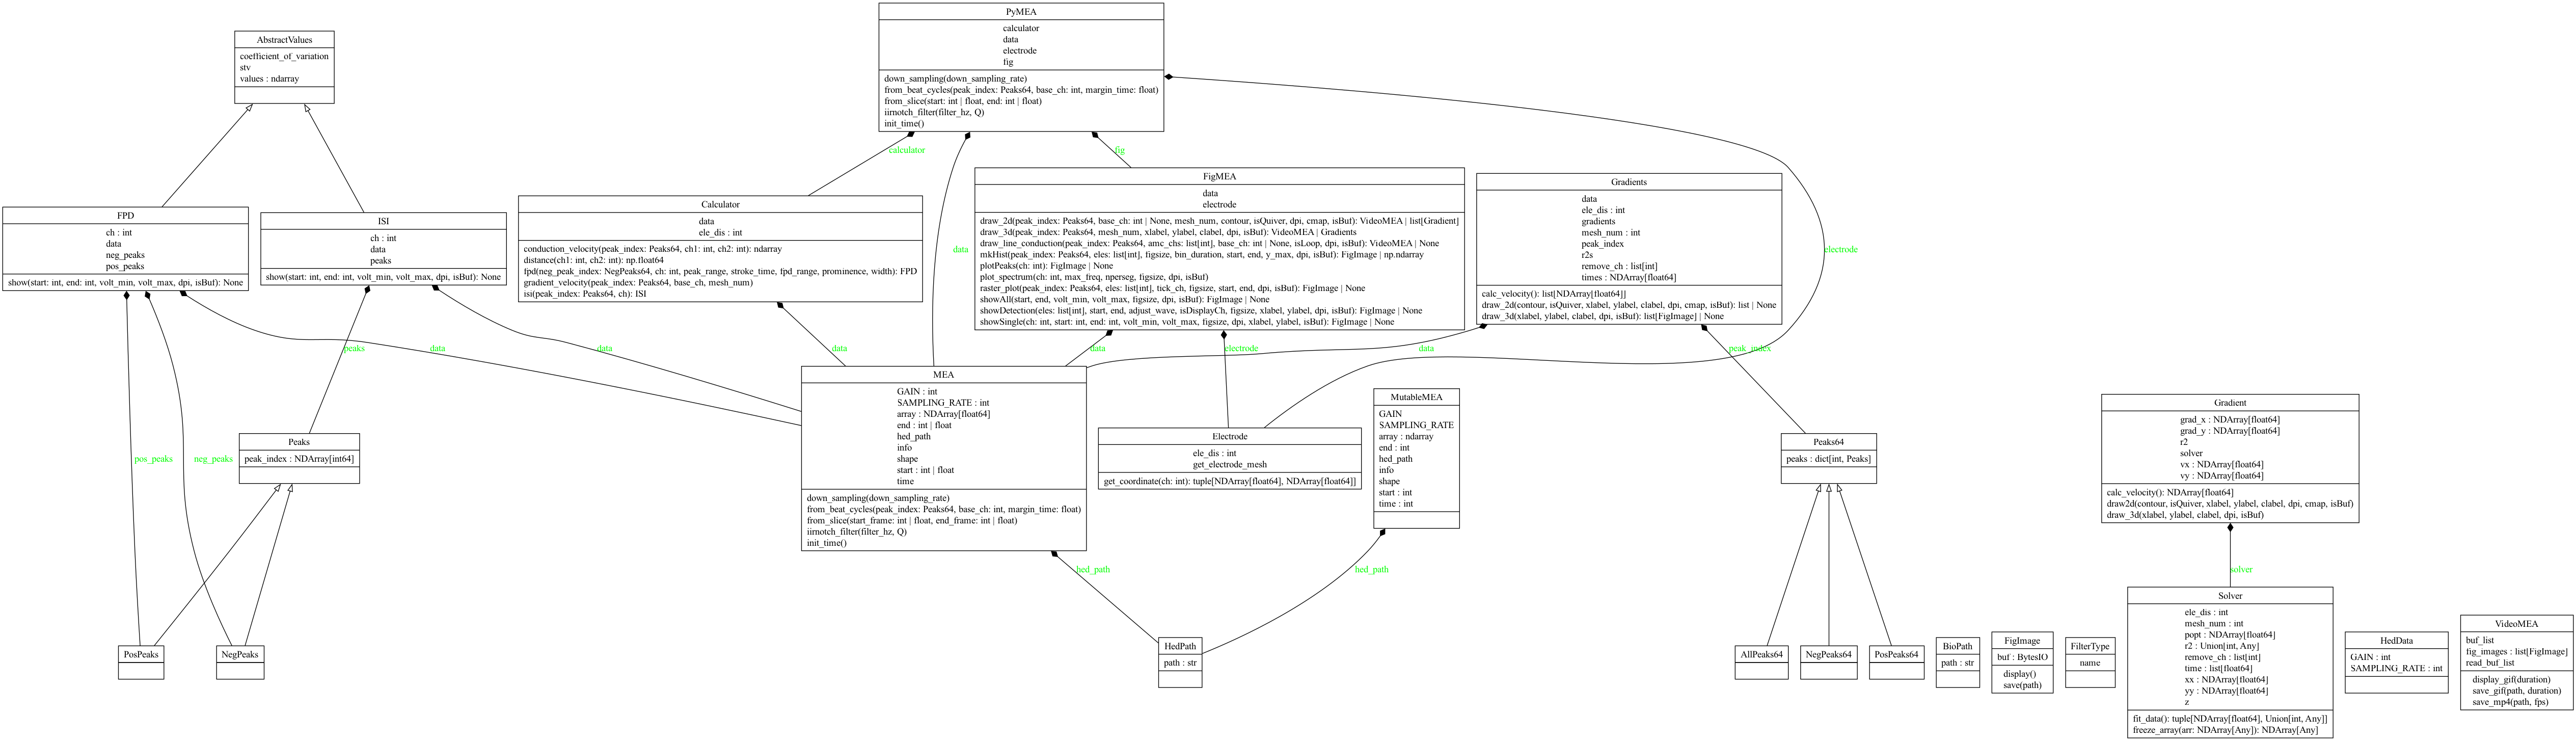 PyMEA
calculator
data
electrode
fig
down_sampling(down_sampling_rate)
from_beat_cycles(peak_index: Peaks64, base_ch: int, margin_time: float)
from_slice(start: int | float, end: int | float)
iirnotch_filter(filter_hz, Q)
init_time()
AbstractValues
coefficient_of_variation
stv
values : ndarray
calculator
fig
data
electrode
FPD
ch : int
data
neg_peaks
pos_peaks
show(start: int, end: int, volt_min, volt_max, dpi, isBuf): None
ISI
ch : int
data
peaks
show(start: int, end: int, volt_min, volt_max, dpi, isBuf): None
Calculator
data
ele_dis : int
conduction_velocity(peak_index: Peaks64, ch1: int, ch2: int): ndarray
distance(ch1: int, ch2: int): np.float64
fpd(neg_peak_index: NegPeaks64, ch: int, peak_range, stroke_time, fpd_range, prominence, width): FPD
gradient_velocity(peak_index: Peaks64, base_ch, mesh_num)
isi(peak_index: Peaks64, ch): ISI
FigMEA
data
electrode
draw_2d(peak_index: Peaks64, base_ch: int | None, mesh_num, contour, isQuiver, dpi, cmap, isBuf): VideoMEA | list[Gradient]
draw_3d(peak_index: Peaks64, mesh_num, xlabel, ylabel, clabel, dpi, isBuf): VideoMEA | Gradients
draw_line_conduction(peak_index: Peaks64, amc_chs: list[int], base_ch: int | None, isLoop, dpi, isBuf): VideoMEA | None
mkHist(peak_index: Peaks64, eles: list[int], figsize, bin_duration, start, end, y_max, dpi, isBuf): FigImage | np.ndarray
plotPeaks(ch: int): FigImage | None
plot_spectrum(ch: int, max_freq, nperseg, figsize, dpi, isBuf)
raster_plot(peak_index: Peaks64, eles: list[int], tick_ch, figsize, start, end, dpi, isBuf): FigImage | None
showAll(start, end, volt_min, volt_max, figsize, dpi, isBuf): FigImage | None
showDetection(eles: list[int], start, end, adjust_wave, isDisplayCh, figsize, xlabel, ylabel, dpi, isBuf): FigImage | None
showSingle(ch: int, start: int, end: int, volt_min, volt_max, figsize, dpi, xlabel, ylabel, isBuf): FigImage | None
Gradients
data
ele_dis : int
gradients
mesh_num : int
peak_index
r2s
remove_ch : list[int]
times : NDArray[float64]
calc_velocity(): list[NDArray[float64]]
draw_2d(contour, isQuiver, xlabel, ylabel, clabel, dpi, cmap, isBuf): list | None
draw_3d(xlabel, ylabel, clabel, dpi, isBuf): list[FigImage] | None
peaks
data
data
data
data
electrode
data
peak_index
pos_peaks
neg_peaks
Peaks
peak_index : NDArray[int64]
MEA
GAIN : int
SAMPLING_RATE : int
array : NDArray[float64]
end : int | float
hed_path
info
shape
start : int | float
time
down_sampling(down_sampling_rate)
from_beat_cycles(peak_index: Peaks64, base_ch: int, margin_time: float)
from_slice(start_frame: int | float, end_frame: int | float)
iirnotch_filter(filter_hz, Q)
init_time()
Electrode
ele_dis : int
get_electrode_mesh
get_coordinate(ch: int): tuple[NDArray[float64], NDArray[float64]]
MutableMEA
GAIN
SAMPLING_RATE
array : ndarray
end : int
hed_path
info
shape
start : int
time : int
Peaks64
peaks : dict[int, Peaks]
Gradient
grad_x : NDArray[float64]
grad_y : NDArray[float64]
r2
solver
vx : NDArray[float64]
vy : NDArray[float64]
calc_velocity(): NDArray[float64]
draw2d(contour, isQuiver, xlabel, ylabel, clabel, dpi, cmap, isBuf)
draw_3d(xlabel, ylabel, clabel, dpi, isBuf)
hed_path
hed_path
solver
PosPeaks
NegPeaks
HedPath
path : str
AllPeaks64
NegPeaks64
PosPeaks64
BioPath
path : str
FigImage
buf : BytesIO
display()
save(path)
FilterType
name
Solver
ele_dis : int
mesh_num : int
popt : NDArray[float64]
r2 : Union[int, Any]
remove_ch : list[int]
time : list[float64]
xx : NDArray[float64]
yy : NDArray[float64]
z
fit_data(): tuple[NDArray[float64], Union[int, Any]]
freeze_array(arr: NDArray[Any]): NDArray[Any]
HedData
GAIN : int
SAMPLING_RATE : int
VideoMEA
buf_list
fig_images : list[FigImage]
read_buf_list
display_gif(duration)
save_gif(path, duration)
save_mp4(path, fps)